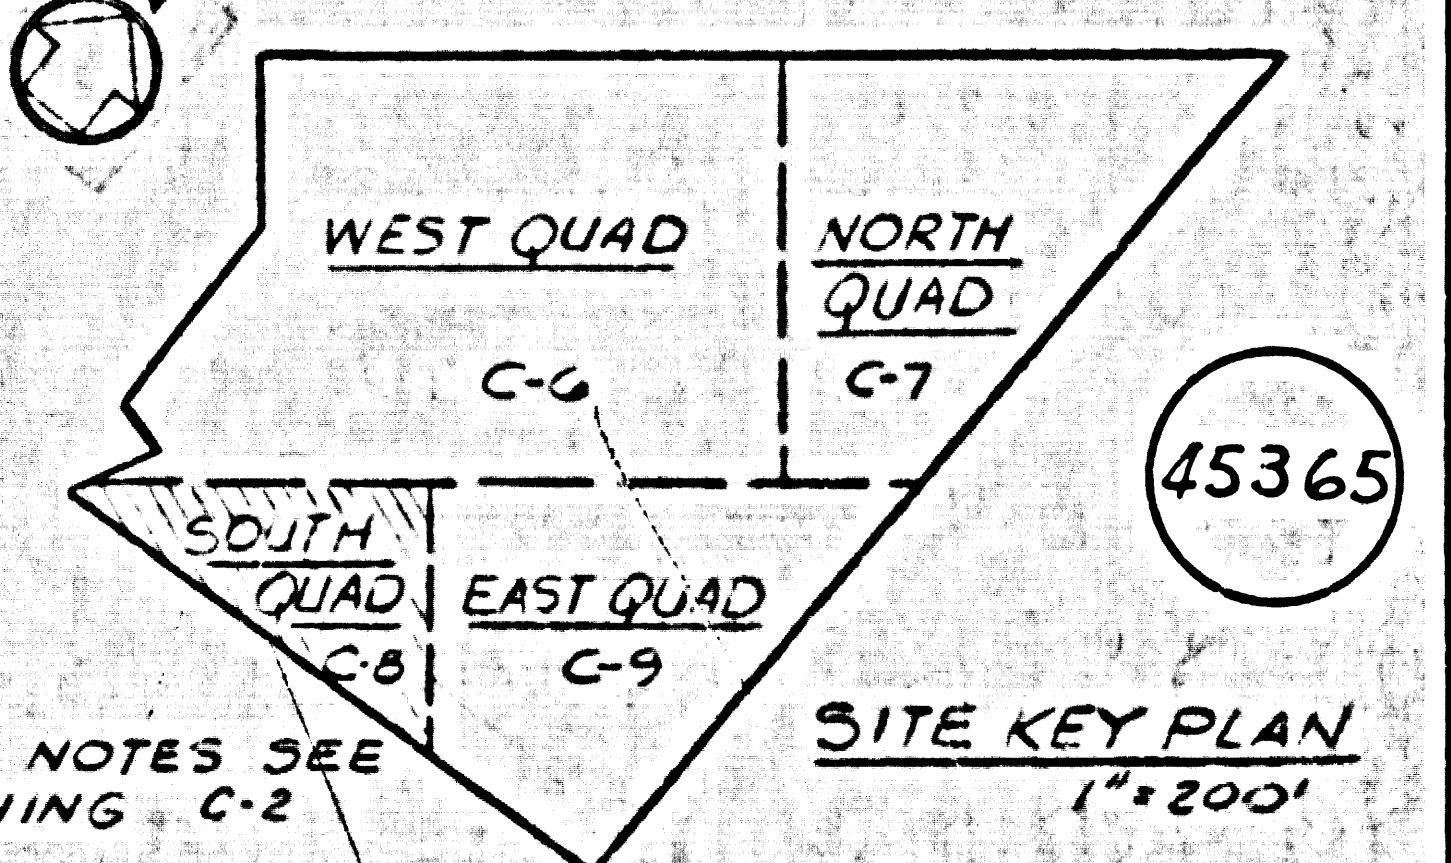 WEST QUAD
C-6
NORTH
QUAD
C-7
45365
SOUTH
QUAD
C-8
EAST QUAD
C-9
SITE KEY PLAN
1"=200'
NOTES SEE
C-2